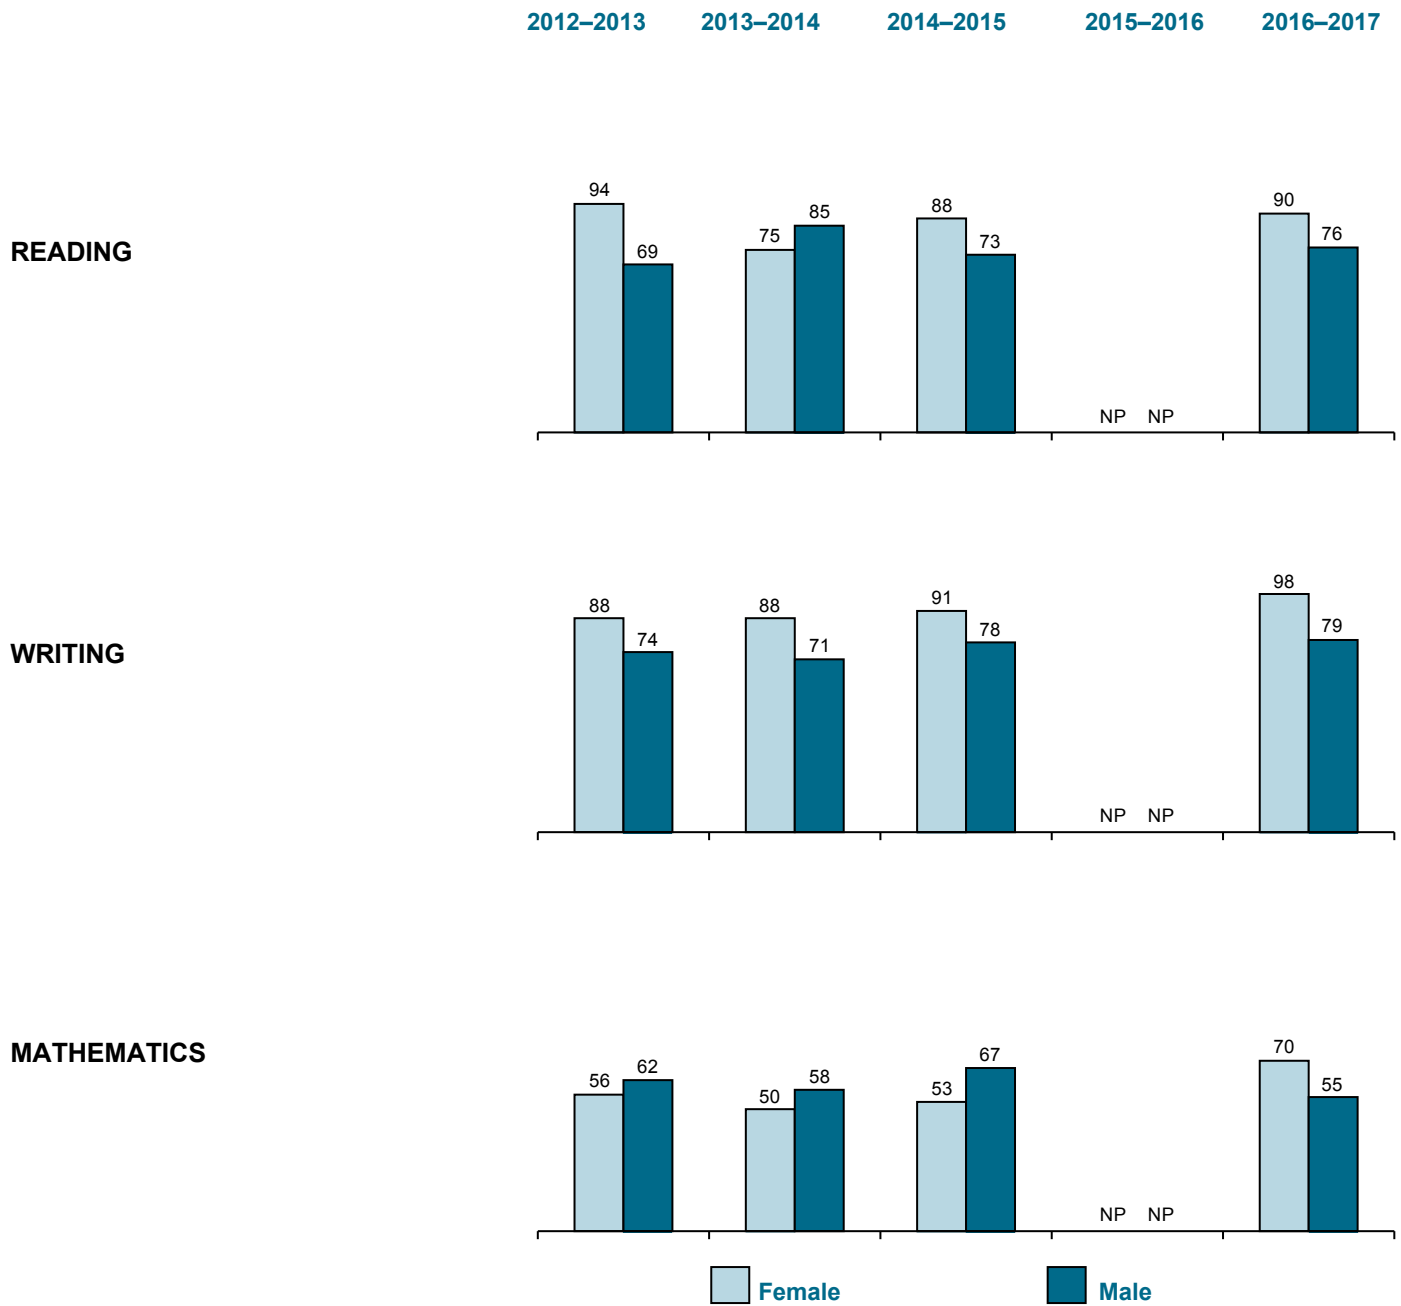 2012–2013 2013–2014 2014–2015 2015–2016 2016–2017
READING
94 69 75 85 88 73 NP NP 90 76
WRITING
88 74 88 71 91 78 NP NP 98 79
MATHEMATICS
56 62 50 58 53 67 NP NP 70 55
Female Male